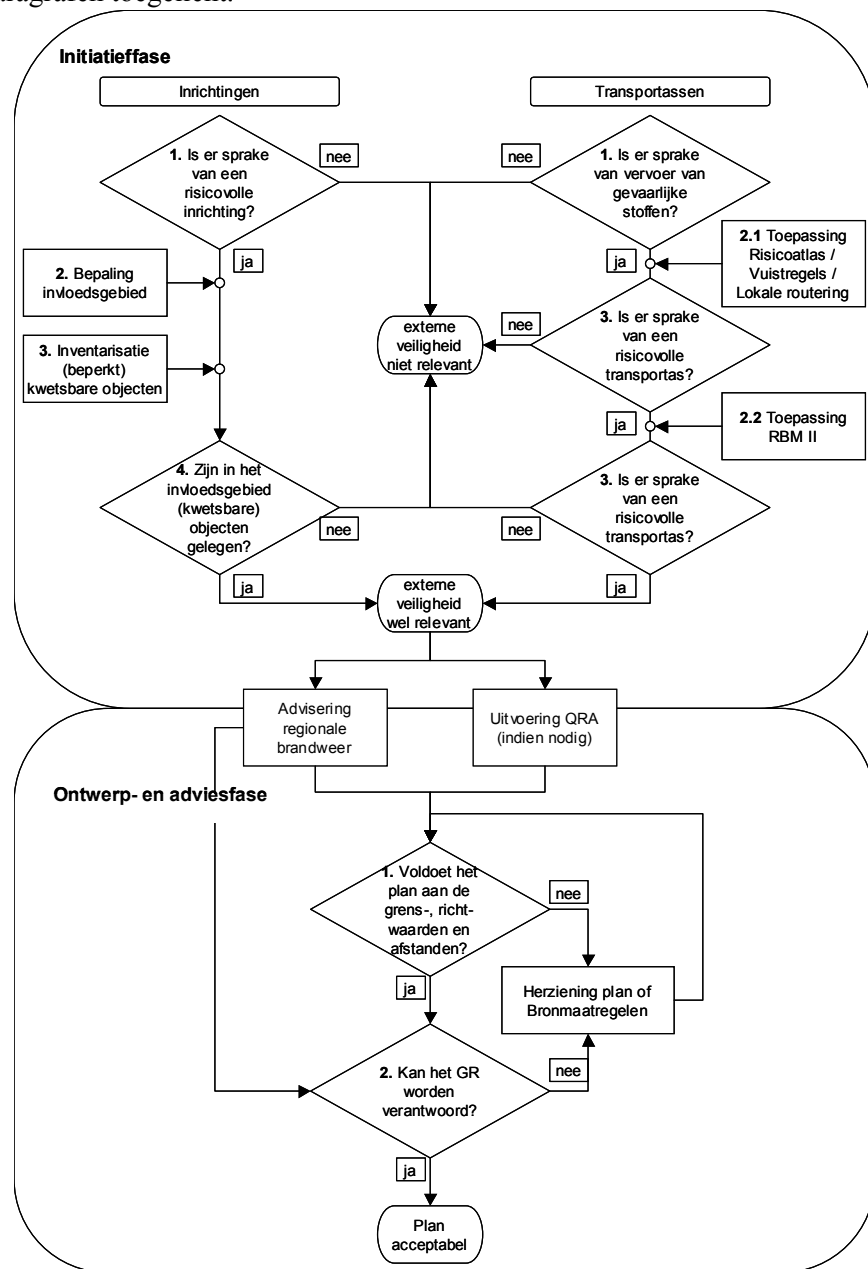 Initiatieffase
Inrichtingen
Transportassen
1. Is er sprake
van een
risicovolle
inrichting?
nee
nee
1. Is er sprake
van vervoer van
gevaarlijke
stoffen?
ja
ja
2. Bepaling
invloedsgebied
2.1 Toepassing
Risicoatlas /
Vuistregels /
Lokale routering
externe
veiligheid
niet relevant
nee
3. Is er sprake
van een
risicovolle
transportas?
3. Inventarisatie
(beperkt)
kwetsbare objecten
ja
2.2 Toepassing
RBM II
4. Zijn in het
invloedsgebied
(kwetsbare)
objecten
gelegen?
nee
nee
3. Is er sprake
van een
risicovolle
transportas?
ja
ja
externe
veiligheid
wel relevant
Advisering
regionale
brandweer
Uitvoering QRA
(indien nodig)
Ontwerp- en adviesfase
1. Voldoet het
plan aan de
grens-, richt-
waarden en
afstanden?
nee
ja
Herziening plan of
Bronmaatregelen
2. Kan het GR
worden
verantwoord?
nee
ja
Plan
acceptabel